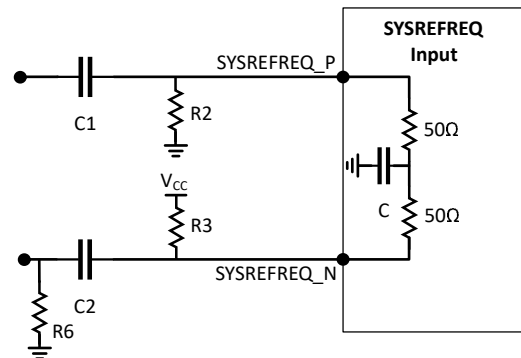 SYSREFREQ
Input
SYSREFREQ_P
C1
R2
50Ω
VCC
R3
C
50Ω
SYSREFREQ_N
C2
R6